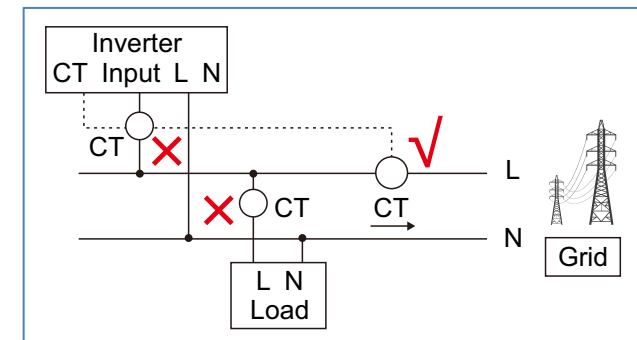 Inverter
CT Input L N
CT
L
CT
CT
N
L N
Load
Grid